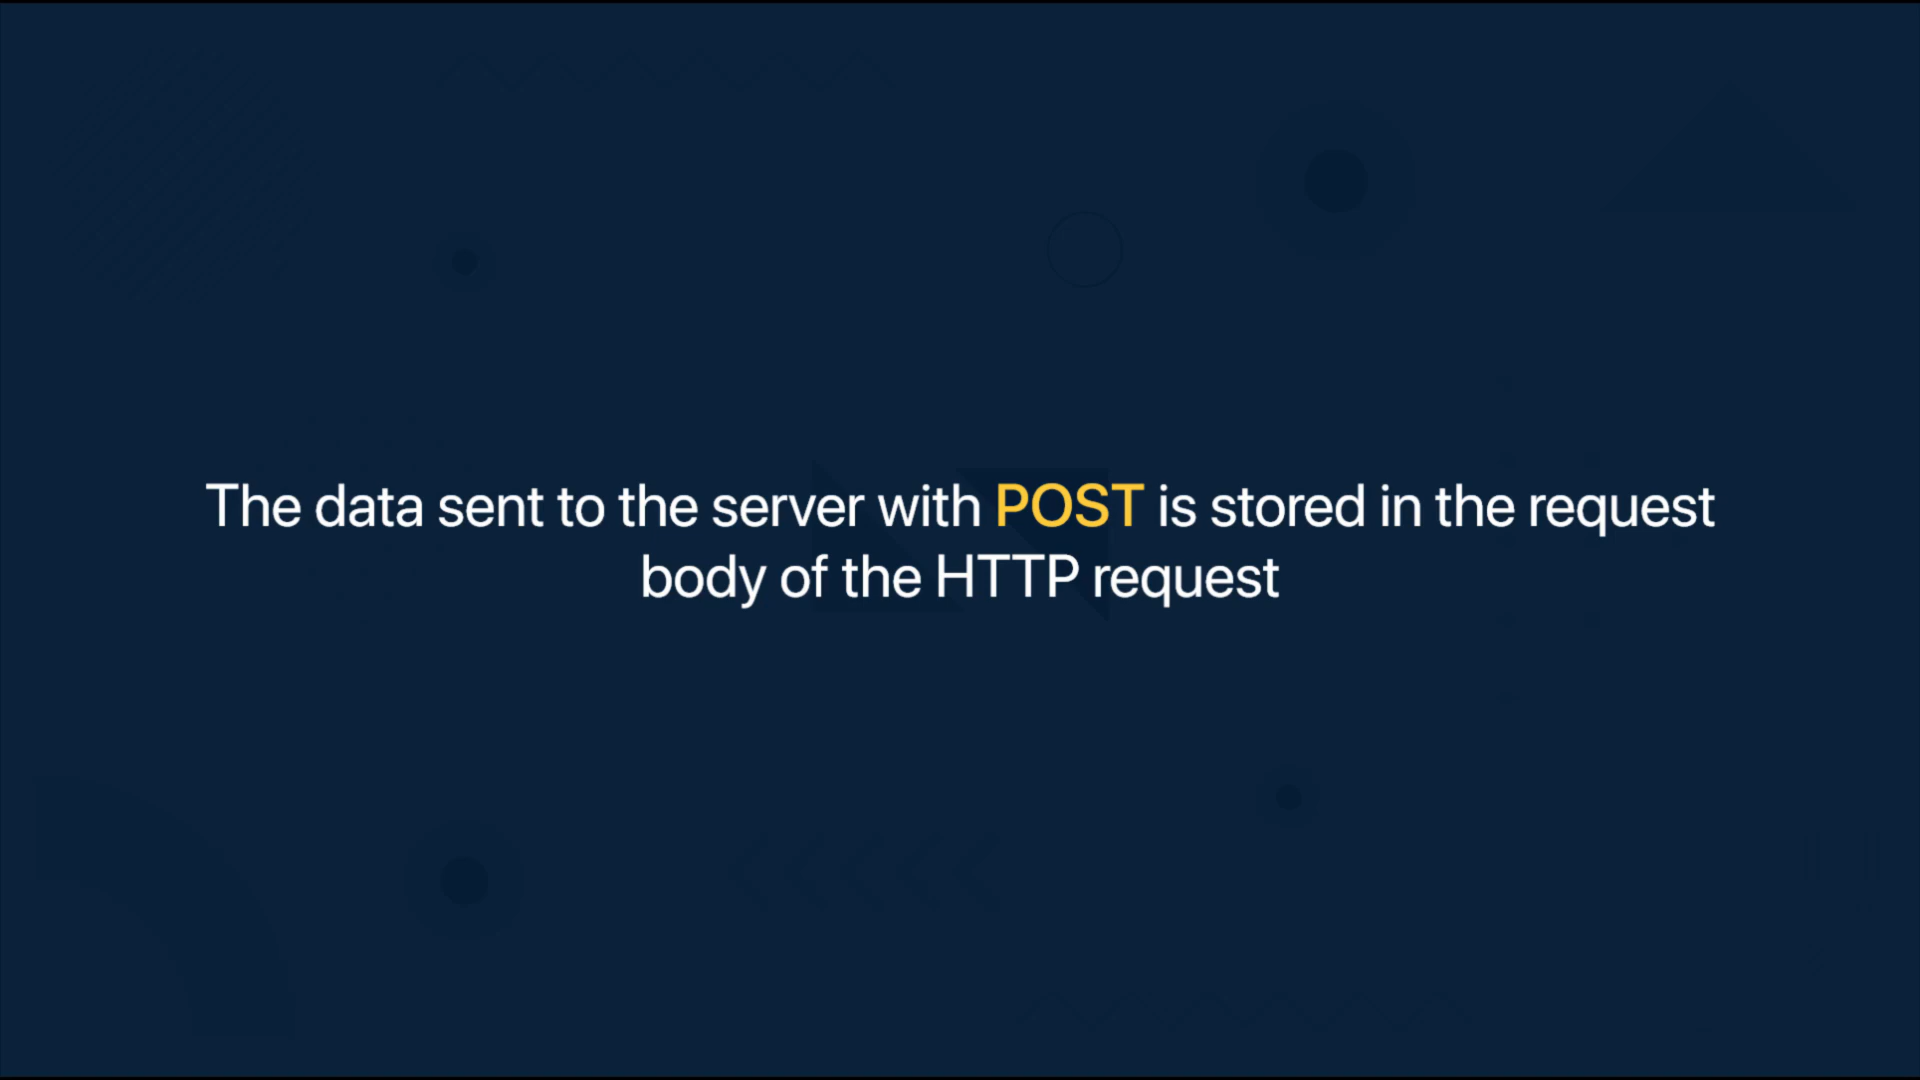 The data sent to the server with POST is stored in the request
body of the HTTP request